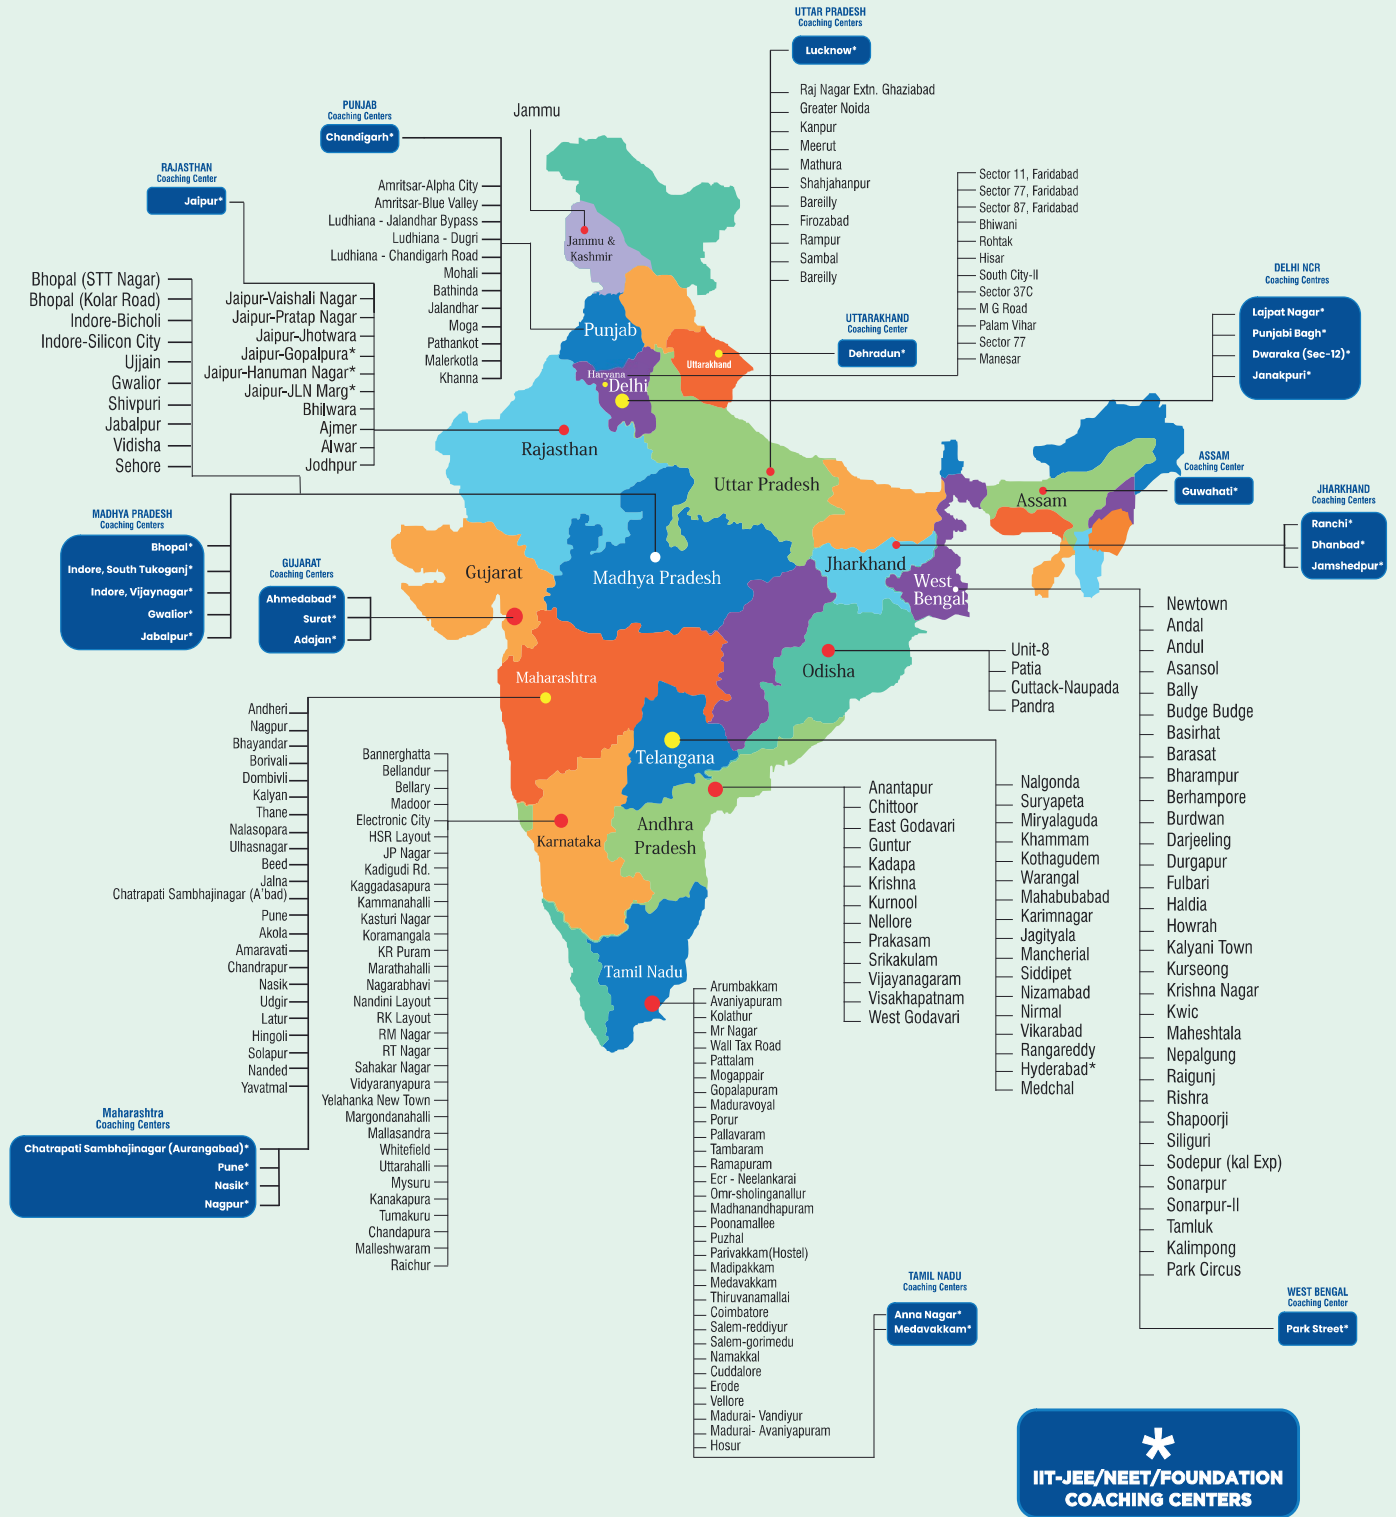 UTTAR PRADESH
Coaching Centers
Lucknow*
Raj Nagar Extn. Ghaziabad
Greater Noida
Kanpur
Meerut
Mathura
Shahjahanpur
Bareilly
Firozabad
Rampur
Sambal
Bareilly
PUNJAB
Coaching Centers
Chandigarh*
Amritsar-Alpha City
Amritsar-Blue Valley
Ludhiana - Jalandhar Bypass
Ludhiana - Dugri
Ludhiana - Chandigarh Road
Mohali
Bathinda
Jalandhar
Moga
Pathankot
Malerkotla
Khanna
Jammu
RAJASTHAN
Coaching Center
Jaipur*
Jaipur-Vaishali Nagar
Jaipur-Pratap Nagar
Jaipur-Jhotwara
Jaipur-Gopalpura*
Jaipur-Hanuman Nagar*
Jaipur-JLN Marg*
Bhilwara
Ajmer
Alwar
Jodhpur
Bhopal (STT Nagar)
Bhopal (Kolar Road)
Indore-Bicholi
Indore-Silicon City
Ujjain
Gwalior
Shivpuri
Jabalpur
Vidisha
Sehore
Sector 11, Faridabad
Sector 77, Faridabad
Sector 87, Faridabad
Bhiwani
Rohtak
Hisar
South City-II
Sector 37C
M G Road
Palam Vihar
Sector 77
Manesar
DELHI NCR
Coaching Centres
Lajpat Nagar*
Punjabi Bagh*
Dwaraka (Sec-12)*
Janakpuri*
UTTARAKHAND
Coaching Center
Dehradun*
ASSAM
Coaching Center
Guwahati*
JHARKHAND
Coaching Centers
Ranchi*
Dhanbad*
Jamshedpur*
MADHYA PRADESH
Coaching Centers
Bhopal*
Indore, South Tukoganj*
Indore, Vijaynagar*
Gwalior*
Jabalpur*
GUJARAT
Coaching Centers
Ahmedabad*
Surat*
Adajan*
Jammu &
Kashmir
Punjab
Uttarakhand
Haryana
Delhi
Rajasthan
Uttar Pradesh
Assam
Gujarat
Madhya Pradesh
Jharkhand
West
Bengal
Maharashtra
Odisha
Telangana
Andhra
Pradesh
Karnataka
Tamil Nadu
Unit-8
Patia
Cuttack-Naupada
Pandra
Newtown
Andal
Andul
Asansol
Bally
Budge Budge
Basirhat
Barasat
Bharampur
Berhampore
Burdwan
Darjeeling
Durgapur
Fulbari
Haldia
Howrah
Kalyani Town
Kurseong
Krishna Nagar
Kwic
Maheshtala
Nepalgung
Raigunj
Rishra
Shapoorji
Siliguri
Sodepur (kal Exp)
Sonarpur
Sonarpur-II
Tamluk
Kalimpong
Park Circus
WEST BENGAL
Coaching Center
Park Street*
Andheri
Nagpur
Bhayandar
Borivali
Dombivli
Kalyan
Thane
Nalasopara
Ulhasnagar
Beed
Jalna
Chatrapati Sambhajinagar (A'bad)
Pune
Akola
Amaravati
Chandrapur
Nasik
Udgir
Latur
Hingoli
Solapur
Nanded
Yavatmal
Maharashtra
Coaching Centers
Chatrapati Sambhajinagar (Aurangabad)*
Pune*
Nasik*
Nagpur*
Bannerghatta
Bellandur
Bellary
Madoor
Electronic City
HSR Layout
JP Nagar
Kadigudi Rd.
Kaggadasapura
Kammanahalli
Kasturi Nagar
Koramangala
KR Puram
Marathahalli
Nagarabhavi
Nandini Layout
RK Layout
RM Nagar
RT Nagar
Sahakar Nagar
Vidyaranyapura
Yelahanka New Town
Margondanahalli
Mallasandra
Whitefield
Uttarahalli
Mysuru
Kanakapura
Tumakuru
Chandapura
Malleshwaram
Raichur
Anantapur
Chittoor
East Godavari
Guntur
Kadapa
Krishna
Kurnool
Nellore
Prakasam
Srikakulam
Vijayanagaram
Visakhapatnam
West Godavari
Nalgonda
Suryapeta
Miryalaguda
Khammam
Kothagudem
Warangal
Mahabubabad
Karimnagar
Jagityala
Mancherial
Siddipet
Nizamabad
Nirmal
Vikarabad
Rangareddy
Hyderabad*
Medchal
Arumbakkam
Avaniyapuram
Kolathur
Mr Nagar
Wall Tax Road
Pattalam
Mogappair
Gopalapuram
Maduravoyal
Porur
Pallavaram
Tambaram
Ramapuram
Ecr - Neelankarai
Omr-sholinganallur
Madhanandhapuram
Poonamallee
Puzhal
Parivakkam(Hostel)
Madipakkam
Medavakkam
Thiruvanamallai
Coimbatore
Salem-reddiyur
Salem-gorimedu
Namakkal
Cuddalore
Erode
Vellore
Madurai- Vandiyur
Madurai- Avaniyapuram
Hosur
TAMIL NADU
Coaching Centers
Anna Nagar*
Medavakkam*
*
IIT-JEE/NEET/FOUNDATION
COACHING CENTERS